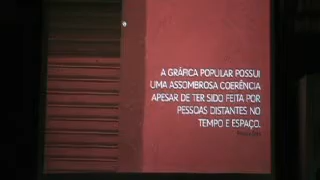 A GRÁFICA POPULAR POSSUI
UMA ASSOMBROSA COERÊNCIA
APESAR DE TER SIDO FEITA POR
PESSOAS DISTANTES NO
TEMPO E ESPAÇO.